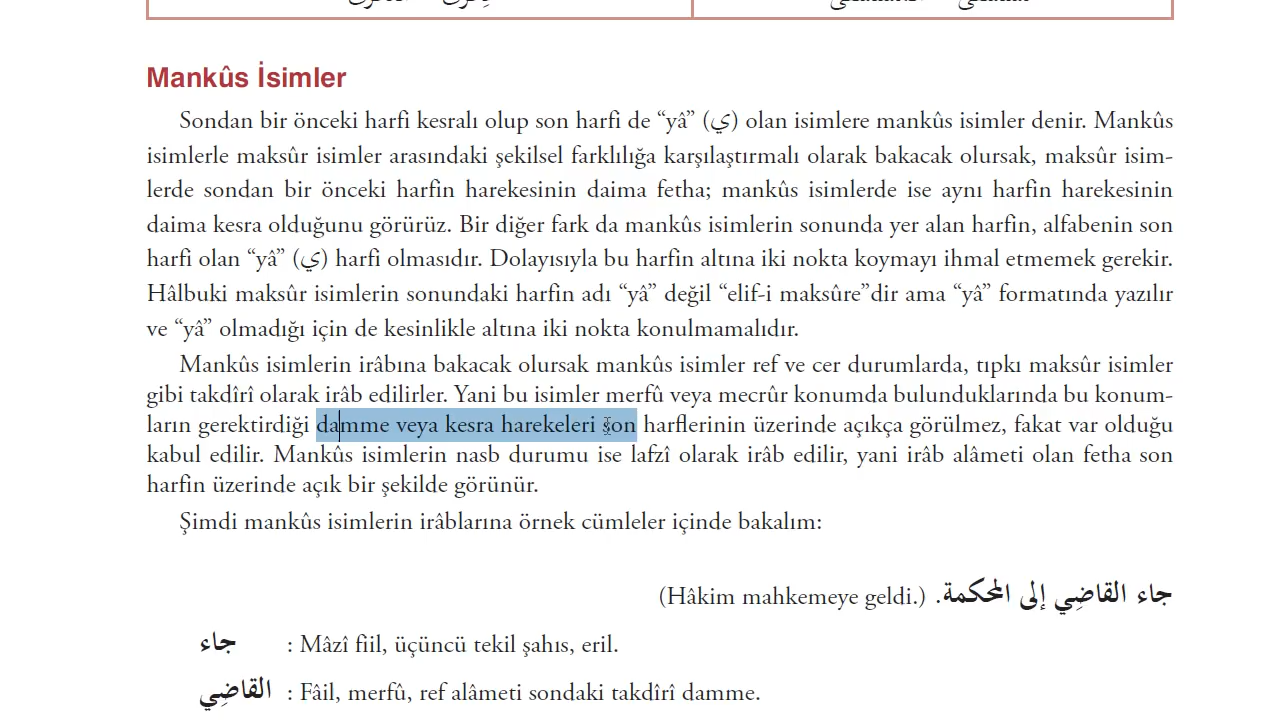 Mankûs İsimler
Sondan bir önceki harfi kesralı olup son harfi de “yâ” (ي) olan isimlere mankûs isimler denir. Mankûs
isimlerle maksûr isimler arasındaki şekilsel farklılığa karşılaştırmalı olarak bakacak olursak, maksûr isim-
lerde sondan bir önceki harfin harekesinin daima fetha; mankûs isimlerde ise aynı harfin harekesinin
daima kesra olduğunu görürüz. Bir diğer fark da mankûs isimlerin sonunda yer alan harfin, alfabenin son
harfi olan “yâ” (ي) harfi olmasıdır. Dolayısıyla bu harfin altına iki nokta koymayı ihmal etmemek gerekir.
Hâlbuki maksûr isimlerin sonundaki harfin adı “yâ” değil “elif-i maksûre”dir ama “yâ” formatında yazılır
ve “yâ” olmadığı için de kesinlikle altına iki nokta konulmamalıdır.
Mankûs isimlerin irâbına bakacak olursak mankûs isimler ref ve cer durumlarda, tıpkı maksûr isimler
gibi takdîrî olarak irâb edilirler. Yani bu isimler merfû veya mecrûr konumda bulunduklarında bu konum-
ların gerektirdiği damme veya kesra harekeleri son harflerinin üzerinde açıkça görülmez, fakat var olduğu
kabul edilir. Mankûs isimlerin nasb durumu ise lafzî olarak irâb edilir, yani irâb alâmeti olan fetha son
harfin üzerinde açık bir şekilde görünür.
Şimdi mankûs isimlerin irâblarına örnek cümleler içinde bakalım:
جاء القاضِي إلى المحكمة. (Hâkim mahkemeye geldi.)
جاء : Mâzî fiil, üçüncü tekil şahıs, eril.
القاضِي : Fâil, merfû, ref alâmeti sondaki takdîrî damme.